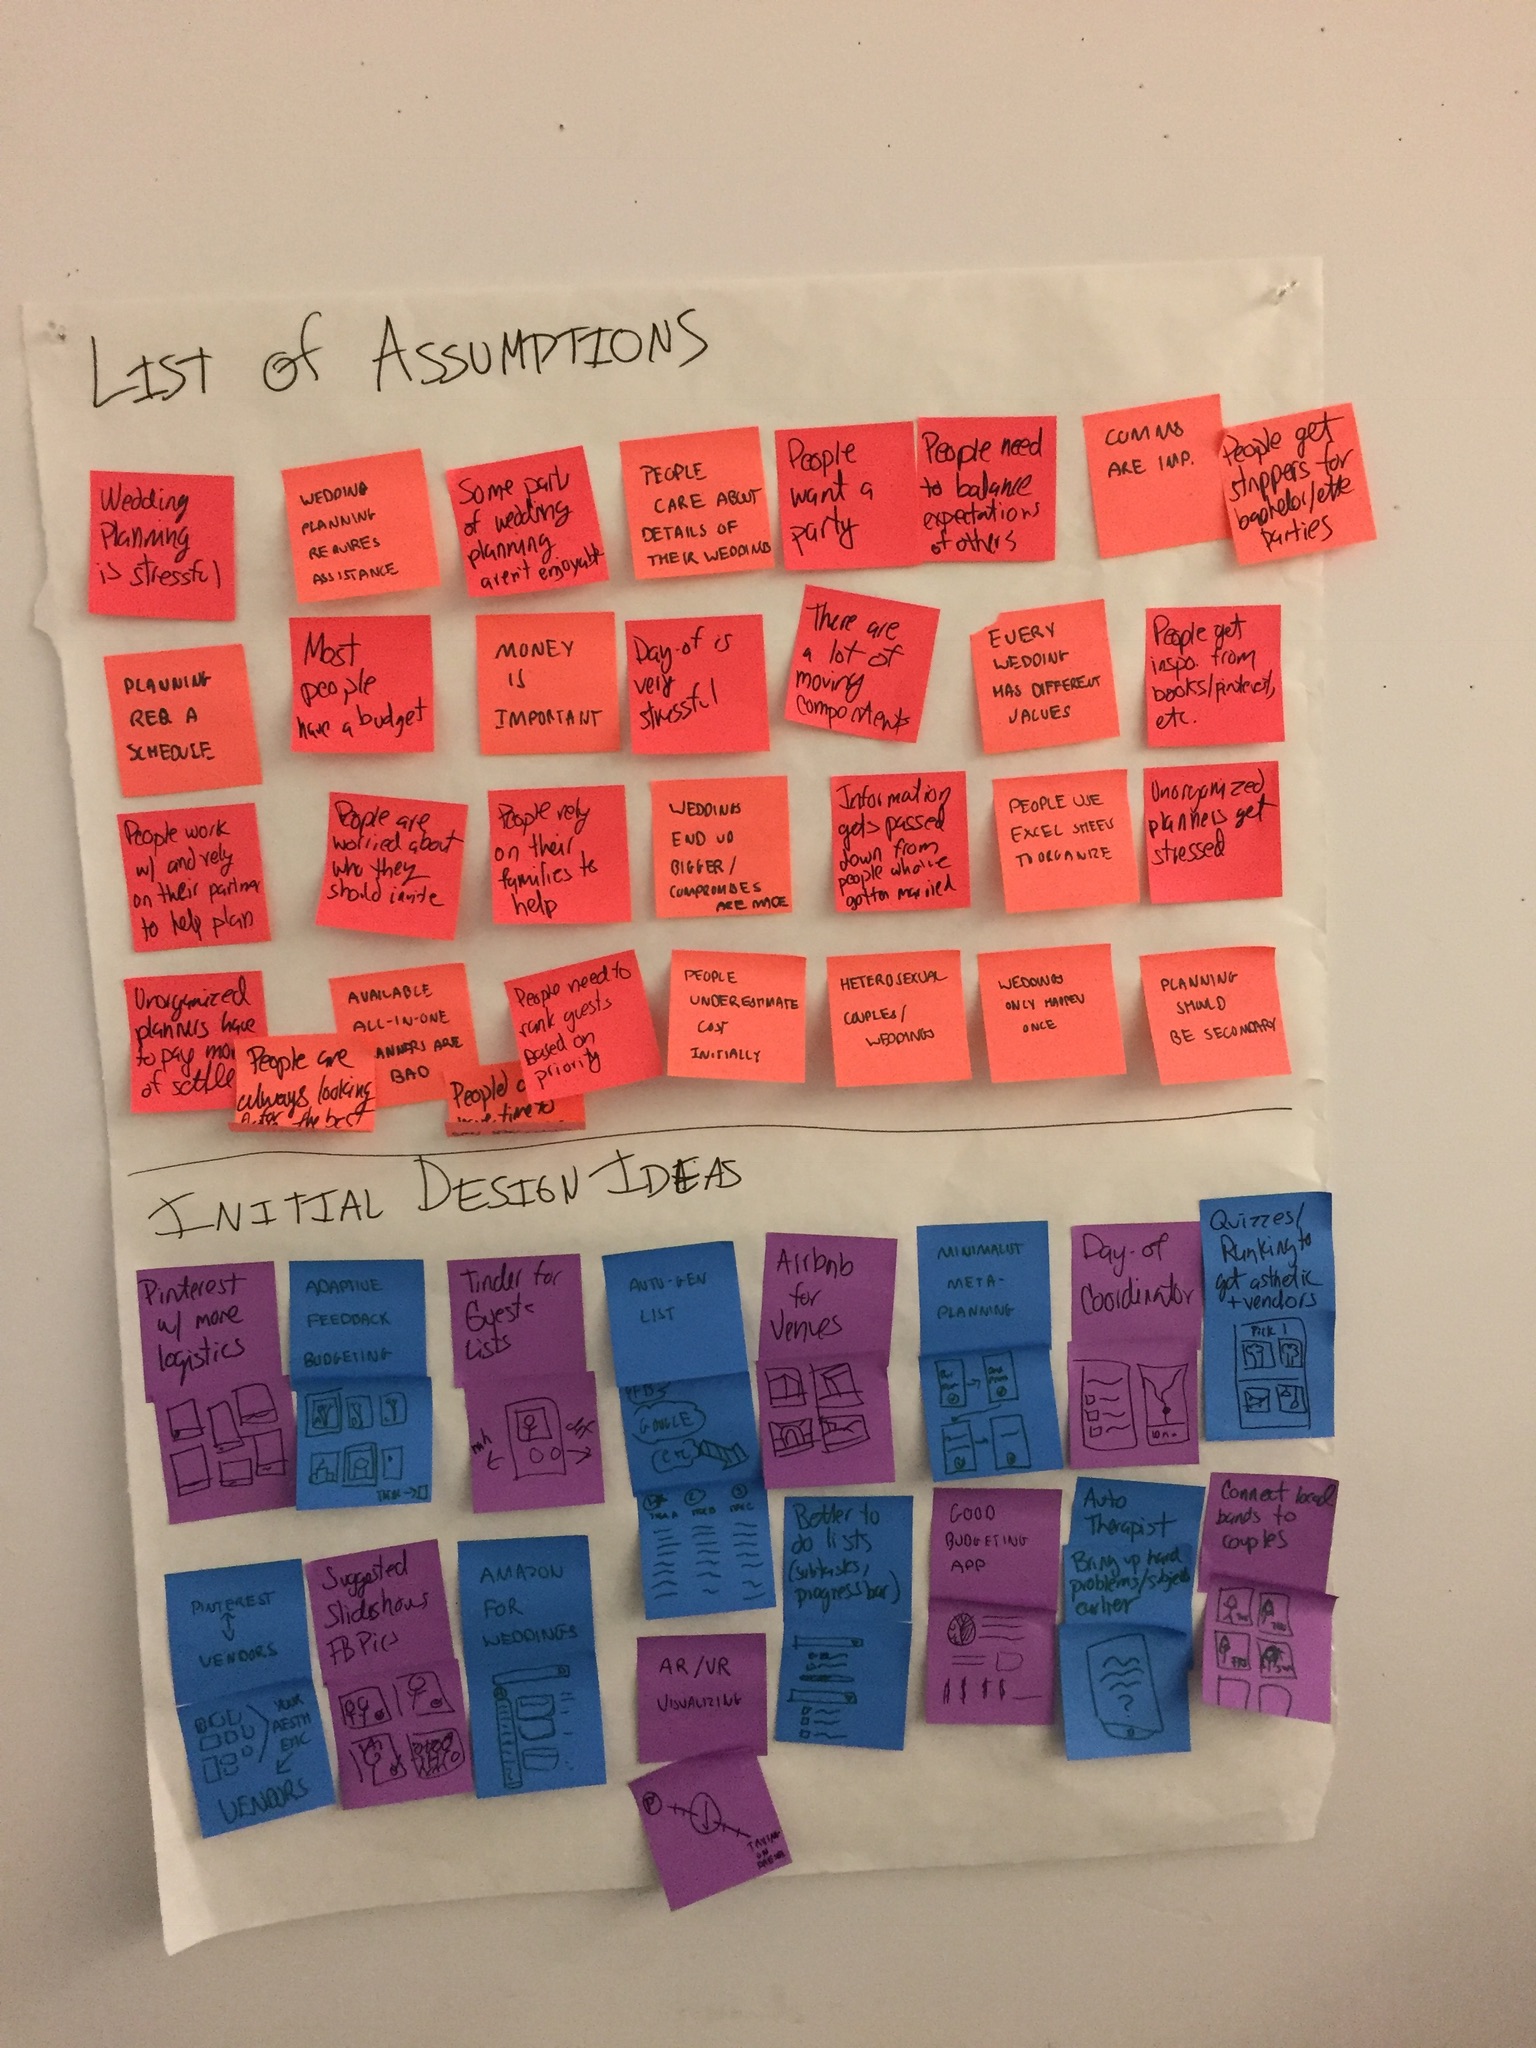 LIST of ASSUMPTIONS
Wedding
Planning
is stressful
WEDDING
PLANNING
REQUIRES
ASSISTANCE
Some part
of wedding
planning
aren't enjoyable
PEOPLE
CARE ABOUT
DETAILS OF
THEIR WEDDING
People
want a
party
People need
to balance
expectations
of others
COMMS
ARE IMP.
People get
strippers for
bachelor/ette
parties
PLANNING
REQ A
SCHEDULE
Most
people
have a budget
MONEY
IS
IMPORTANT
Day-of is
very
stressful
There are
a lot of
moving
components
EVERY
WEDDING
HAS DIFFERENT
VALUES
People get
inspo. from
books/pinterest,
etc.
People work
w/ and rely
on their partner
to help plan
People are
worried about
who they
should invite
People rely
on their
families to
help
WEDDINGS
END UP
BIGGER/
COMPROMISES
ARE MADE
Information
gets passed
down from
people who've
gotten married
PEOPLE USE
EXCEL SHEETS
TO ORGANIZE
Unorganized
planners get
stressed
Unorganized
planners have
to pay mo
of settle
People are
always looking
for the best
AVAILABLE
ALL-IN-ONE
ANNERS ARE
BAD
People
time to
People need to
rank guests
based on
priority
PEOPLE
UNDERESTIMATE
COST
INITIALLY
HETEROSEXUAL
COUPLES/
WEDDINGS
WEDDINGS
ONLY HAPPEN
ONCE
PLANNING
SHOULD
BE SECONDARY
INITIAL DESIGN IDEAS
Pinterest
w/ more
logistics
ADAPTIVE
FEEDBACK
BUDGETING
Tinder for
Guest
Lists
AUTO-GEN
LIST
GOOGLE
Airbnb
for
Venues
MINIMALIST
META-
PLANNING
Day-of
Coordinator
Quizzes/
Ranking to
get asthetic
+ vendors
PICK 1
PINTEREST
VENDORS
YOUR
AESTH
ETIC
VENDORS
Suggested
Slideshows
FB Pics
AMAZON
FOR
WEDDINGS
AR/VR
VISUALIZING
Better to
do lists
(subtasks,
progress bar)
GOOD
BUDGETING
APP
$ $ $ $
Auto
Therapist
Bring up hard
problems/subjects
earlier
?
Connect local
bands to
couples